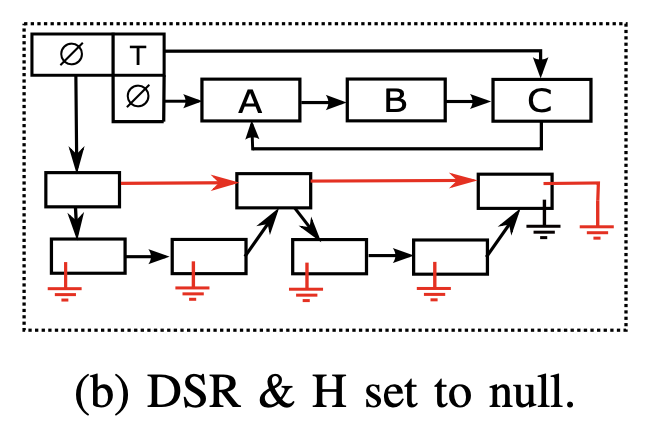 ∅ T
∅ A B C
(b) DSR & H set to null.